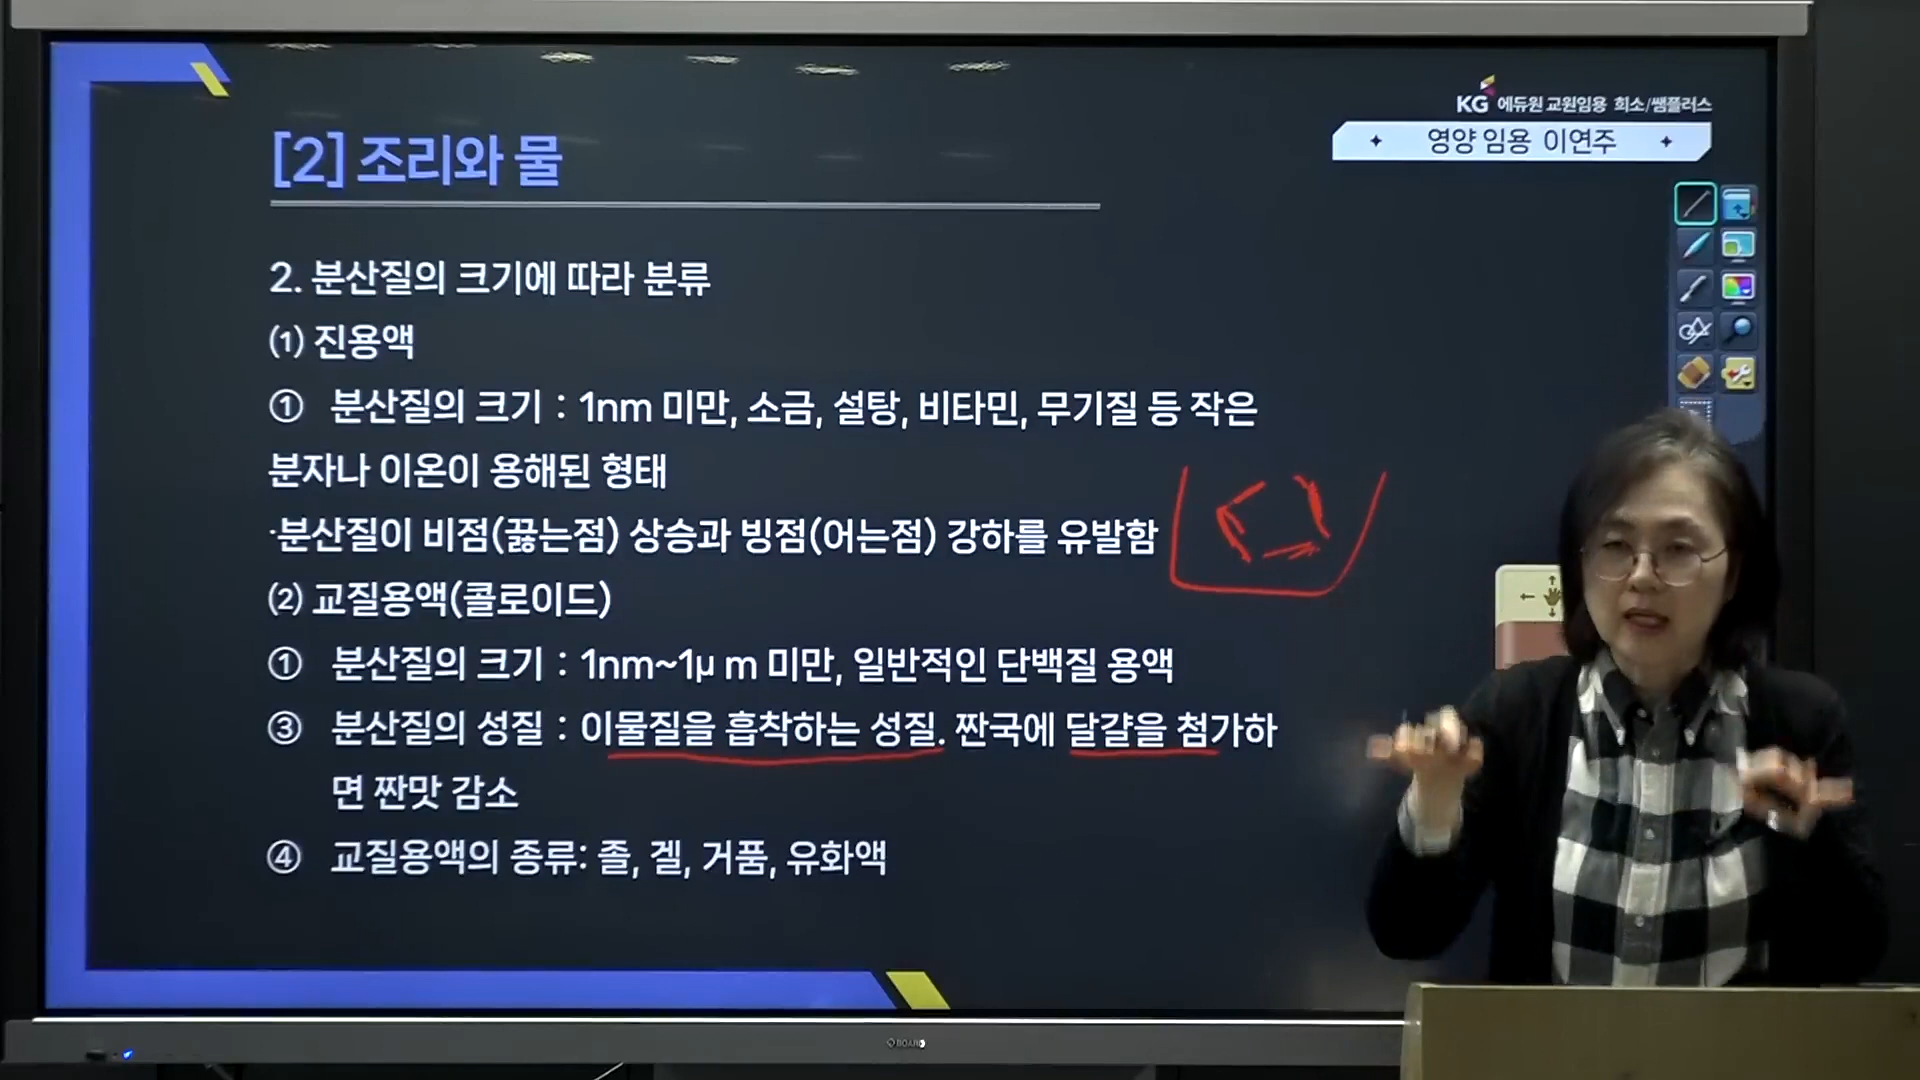 KG 에듀원 교원임용 희소/쌤플러스
✦ 영양 임용 이연주 ✦
[2] 조리와 물
2. 분산질의 크기에 따라 분류
(1) 진용액
① 분산질의 크기 : 1nm 미만, 소금, 설탕, 비타민, 무기질 등 작은
분자나 이온이 용해된 형태
·분산질이 비점(끓는점) 상승과 빙점(어는점) 강하를 유발함
(2) 교질용액(콜로이드)
① 분산질의 크기 : 1nm~1μ m 미만, 일반적인 단백질 용액
③ 분산질의 성질 : 이물질을 흡착하는 성질. 짠국에 달걀을 첨가하
면 짠맛 감소
④ 교질용액의 종류: 졸, 겔, 거품, 유화액